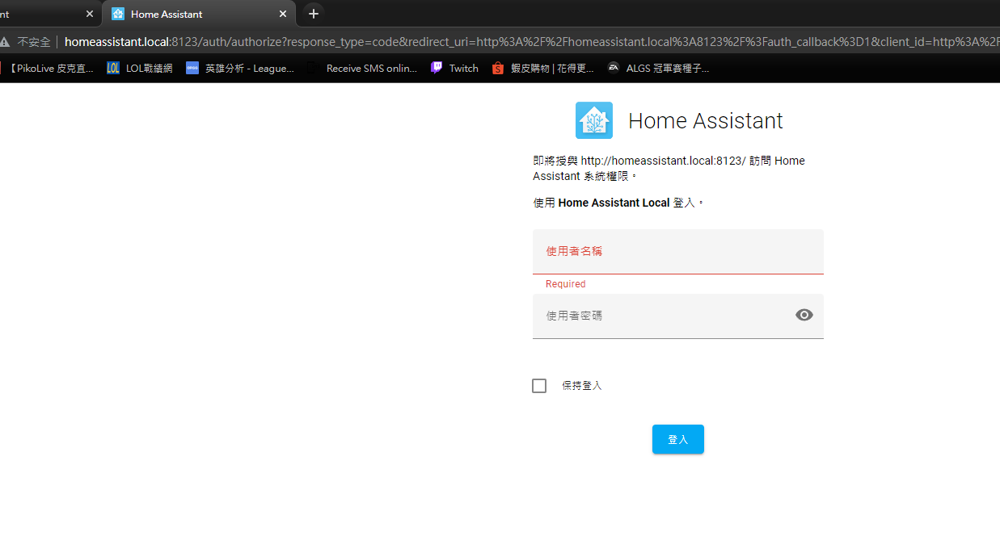 nt
Home Assistant
不安全 homeassistant.local:8123/auth/authorize?response_type=code&redirect_uri=http%3A%2F%2Fhomeassistant.local%3A8123%2F%3Fauth_callback%3D1&client_id=http%3A%2F
【PikoLive 皮克直... LOL LOL戰績網 英雄分析 - League... Receive SMS onlin... Twitch 蝦皮購物 | 花得更... EA ALGS 冠軍賽種子...
Home Assistant
即將授與 http://homeassistant.local:8123/ 訪問 Home
Assistant 系統權限。
使用 Home Assistant Local 登入。
使用者名稱
Required
使用者密碼
保持登入
登入